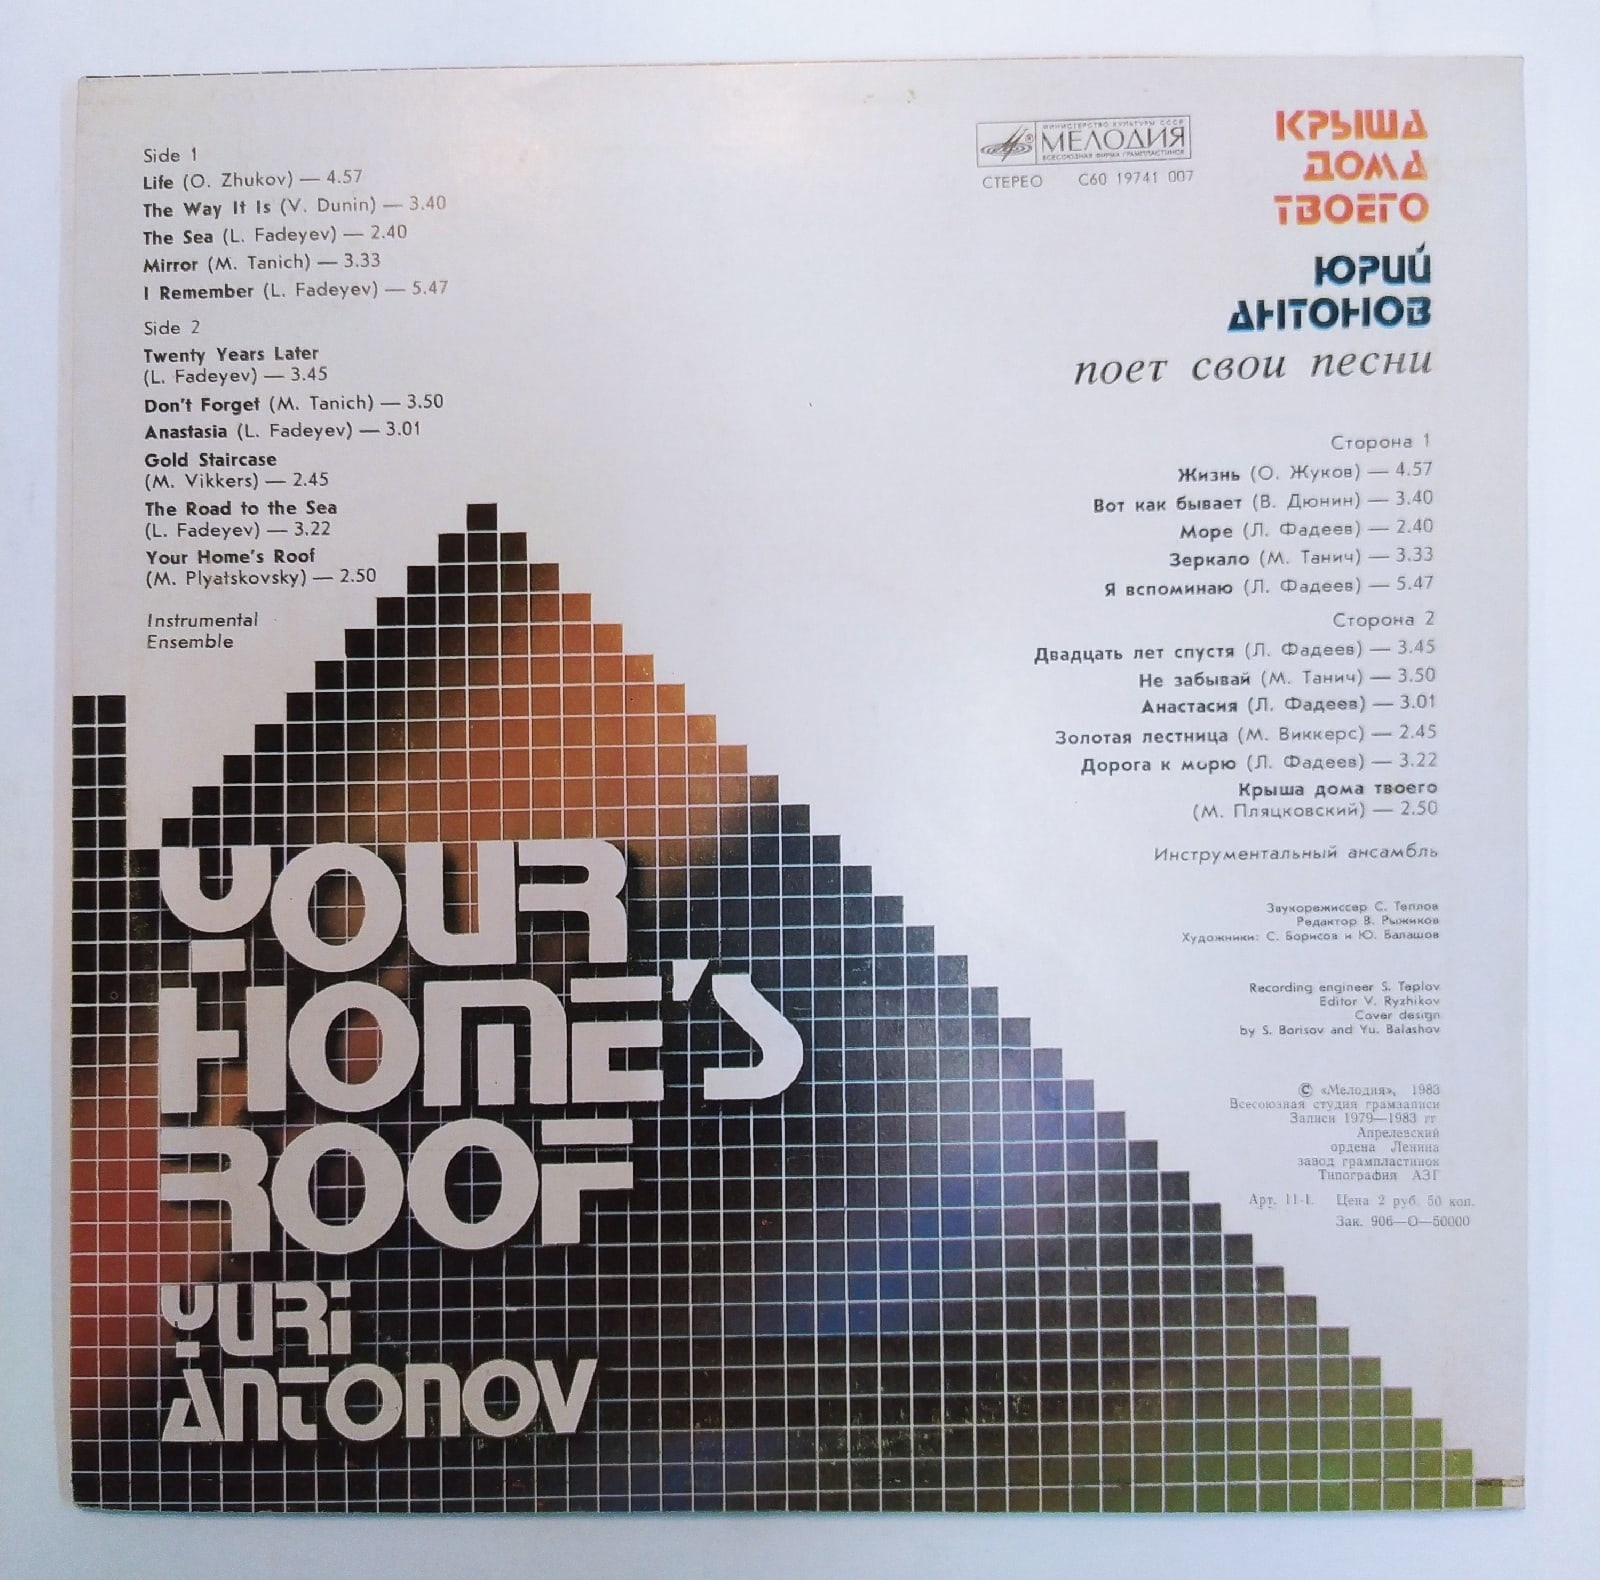 Side 1
Life (O. Zhukov) — 4.57
The Way It Is (V. Dunin) — 3.40
The Sea (L. Fadeyev) — 2.40
Mirror (M. Tanich) — 3.33
I Remember (L. Fadeyev) — 5.47
Side 2
Twenty Years Later
(L. Fadeyev) — 3.45
Don't Forget (M. Tanich) — 3.50
Anastasia (L. Fadeyev) — 3.01
Gold Staircase
(M. Vikkers) — 2.45
The Road to the Sea
(L. Fadeyev) — 3.22
Your Home's Roof
(M. Plyatskovsky) — 2.50
Instrumental
Ensemble
YOUR
HOME'S
ROOF
YURI
ANTONOV
МИНИСТЕРСТВО КУЛЬТУРЫ СССР
МЕЛОДИЯ
ВСЕСОЮЗНАЯ ФИРМА ГРАМПЛАСТИНОК
СТЕРЕО С60 19741 007
КРЫША
ДОМА
ТВОЕГО
ЮРИЙ
АНТОНОВ
поет свои песни
Сторона 1
Жизнь (О. Жуков) — 4.57
Вот как бывает (В. Дюнин) — 3.40
Море (Л. Фадеев) — 2.40
Зеркало (М. Танич) — 3.33
Я вспоминаю (Л. Фадеев) — 5.47
Сторона 2
Двадцать лет спустя (Л. Фадеев) — 3.45
Не забывай (М. Танич) — 3.50
Анастасия (Л. Фадеев) — 3.01
Золотая лестница (М. Виккерс) — 2.45
Дорога к морю (Л. Фадеев) — 3.22
Крыша дома твоего
(М. Пляцковский) — 2.50
Инструментальный ансамбль
Звукорежиссер С. Теплов
Редактор В. Рыжиков
Художники: С. Борисов и Ю. Балашов
Recording engineer S. Teplov
Editor V. Ryzhikov
Cover design
by S. Borisov and Yu. Balashov
© «Мелодия», 1983
Всесоюзная студия грамзаписи
Записи 1979—1983 гг
Апрелевский
ордена Ленина
завод грампластинок
Типография АЗГ
Арт. 11-1. Цена 2 руб. 50 коп.
Зак. 906—О—50000